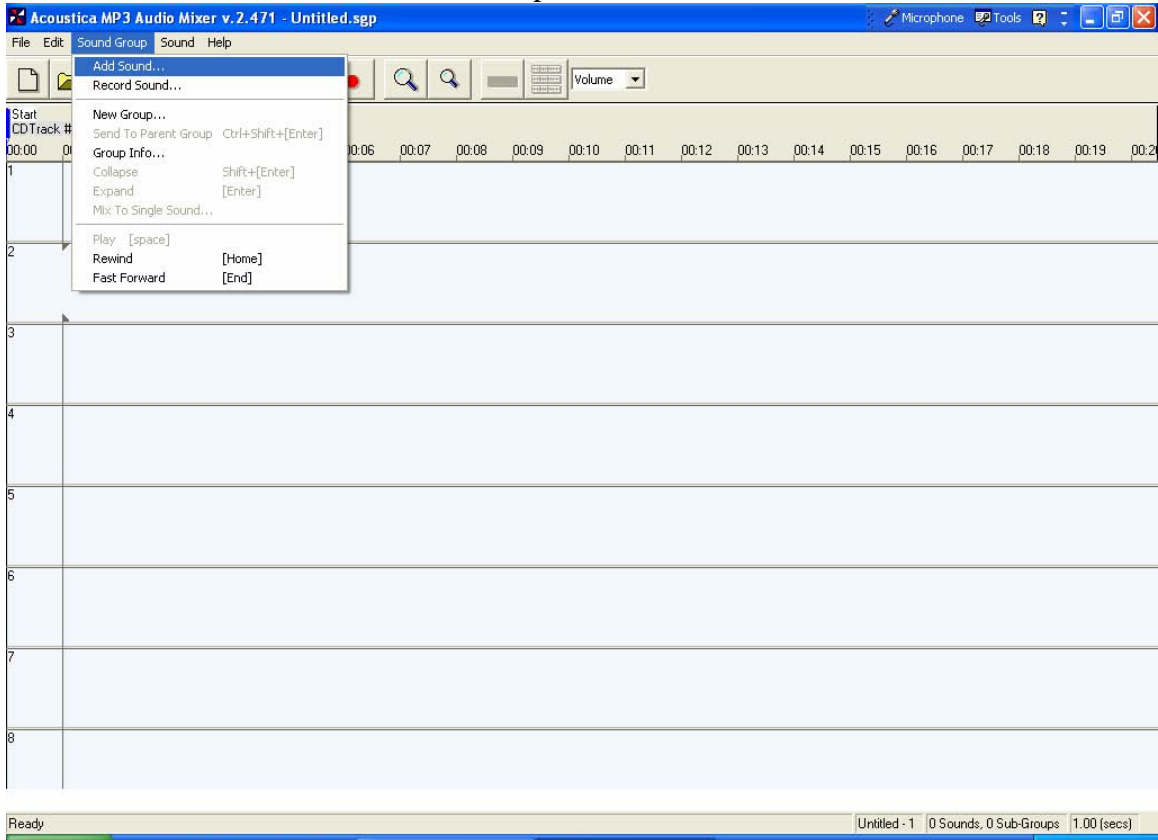 Acoustica MP3 Audio Mixer v.2.471 - Untitled.sgp
Microphone Tools ?
File Edit Sound Group Sound Help
Add Sound...
Record Sound...
New Group...
Send To Parent Group Ctrl+Shift+[Enter]
Group Info...
Collapse Shift+[Enter]
Expand [Enter]
Mix To Single Sound...
Play [space]
Rewind [Home]
Fast Forward [End]
Volume
Start
CDTrack #
00:00 00:06 00:07 00:08 00:09 00:10 00:11 00:12 00:13 00:14 00:15 00:16 00:17 00:18 00:19
1
2
3
4
5
6
7
8
Ready Untitled - 1 0 Sounds, 0 Sub-Groups 1.00 (secs)